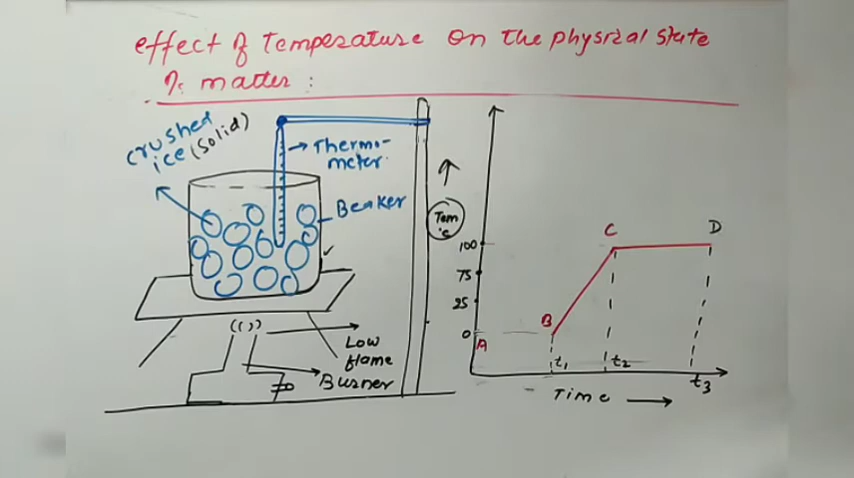 effect of Temperature on the physical state
of matter :
crushed
ice (solid)
Thermo-
meter
Beaker
Low
flame
Burner
Tem
°c
100
75
25
0
A
B
C
D
t1
t2
t3
Time